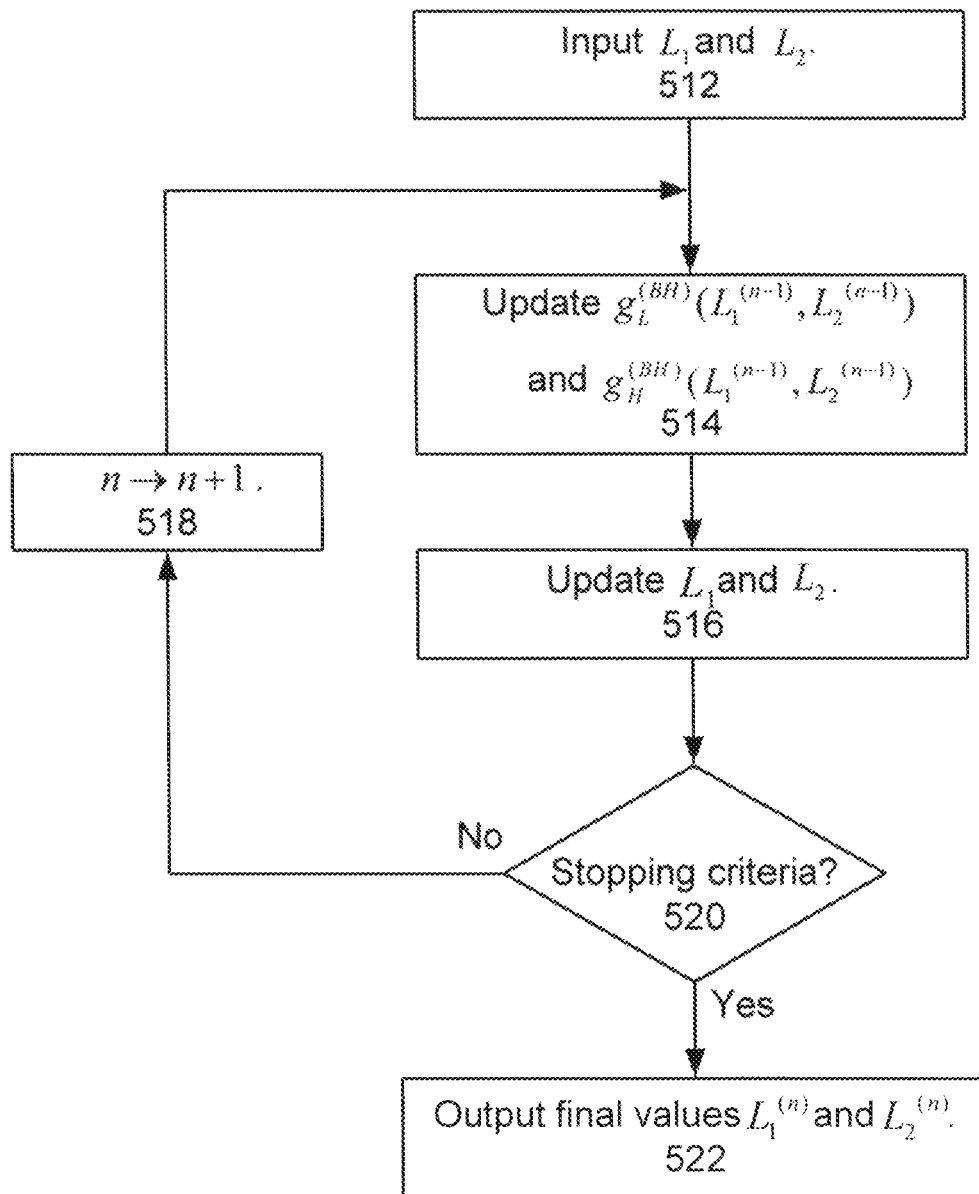 Input L₁ and L₂.
512
Update g_L^(BH)(L₁^(n-1), L₂^(n-1))
and g_H^(BH)(L₁^(n-1), L₂^(n-1))
514
n → n+1.
518
Update L₁ and L₂.
516
No
Stopping criteria?
520
Yes
Output final values L₁^(n) and L₂^(n).
522